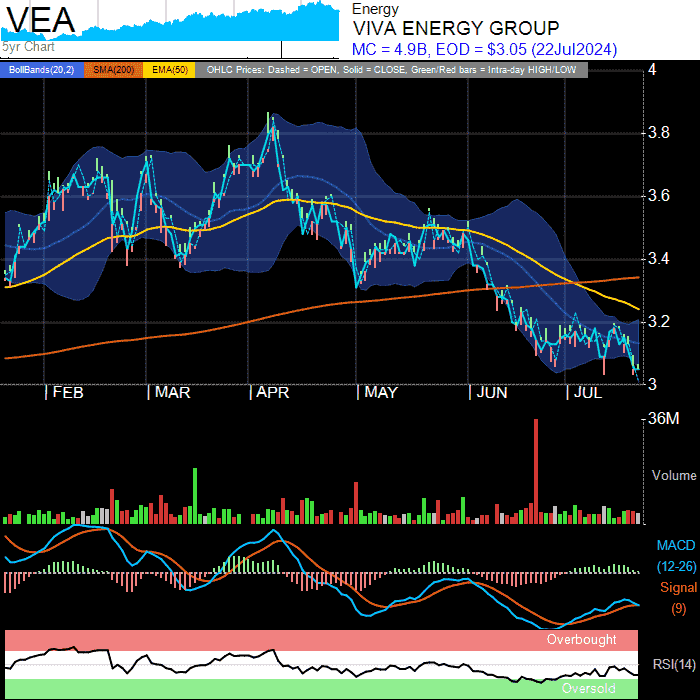 VEA
5yr Chart
Energy
VIVA ENERGY GROUP
MC = 4.9B, EOD = $3.05 (22Jul2024)
BollBands(20,2) SMA(200) EMA(50) OHLC Prices: Dashed = OPEN, Solid = CLOSE, Green/Red bars = Intra-day HIGH/LOW
4
3.8
3.6
3.4
3.2
3
FEB MAR APR MAY JUN JUL
36M
Volume
MACD
(12-26)
Signal
(9)
Overbought
RSI(14)
Oversold